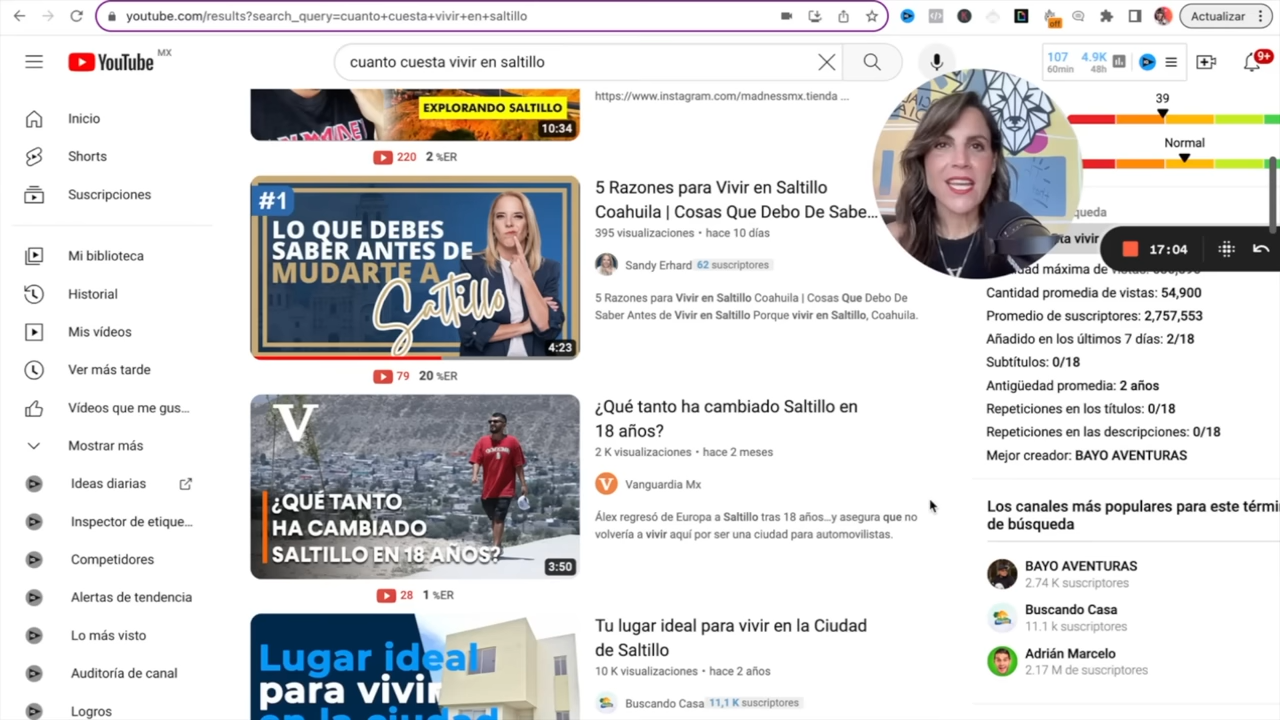 youtube.com/results?search_query=cuanto+cuesta+vivir+en+saltillo
off
Actualizar
YouTube MX
cuanto cuesta vivir en saltillo
107 4.9K
60min 48h
9+
Inicio
Shorts
Suscripciones
Mi biblioteca
Historial
Mis vídeos
Ver más tarde
Vídeos que me gus...
Mostrar más
Ideas diarias
Inspector de etique...
Competidores
Alertas de tendencia
Lo más visto
Auditoría de canal
Logros
EXPLORANDO SALTILLO
10:34
https://www.instagram.com/madnessmx.tienda ...
220 2 %ER
#1
LO QUE DEBES
SABER ANTES DE
MUDARTE A
Saltillo
4:23
5 Razones para Vivir en Saltillo
Coahuila | Cosas Que Debo De Sabe...
395 visualizaciones • hace 10 días
Sandy Erhard 62 suscriptores
5 Razones para Vivir en Saltillo Coahuila | Cosas Que Debo De
Saber Antes de Vivir en Saltillo Porque vivir en Saltillo, Coahuila.
79 20 %ER
V
¿QUÉ TANTO
HA CAMBIADO
SALTILLO EN 18 AÑOS?
3:50
¿Qué tanto ha cambiado Saltillo en
18 años?
2 K visualizaciones • hace 2 meses
V Vanguardia Mx
Álex regresó de Europa a Saltillo tras 18 años...y asegura que no
volvería a vivir aquí por ser una ciudad para automovilistas.
28 1 %ER
Lugar ideal
para vivir
en la ciudad
Tu lugar ideal para vivir en la Ciudad
de Saltillo
10 K visualizaciones • hace 2 años
Buscando Casa 11,1 K suscriptores
39
Normal
queda
ta vivir
17:04
dad máxima de vistas:
Cantidad promedia de vistas: 54,900
Promedio de suscriptores: 2,757,553
Añadido en los últimos 7 días: 2/18
Subtítulos: 0/18
Antigüedad promedia: 2 años
Repeticiones en los títulos: 0/18
Repeticiones en las descripciones: 0/18
Mejor creador: BAYO AVENTURAS
Los canales más populares para este térmi
de búsqueda
BAYO AVENTURAS
2.74 K suscriptores
Buscando Casa
11.1 k suscriptores
Adrián Marcelo
2.17 M de suscriptores